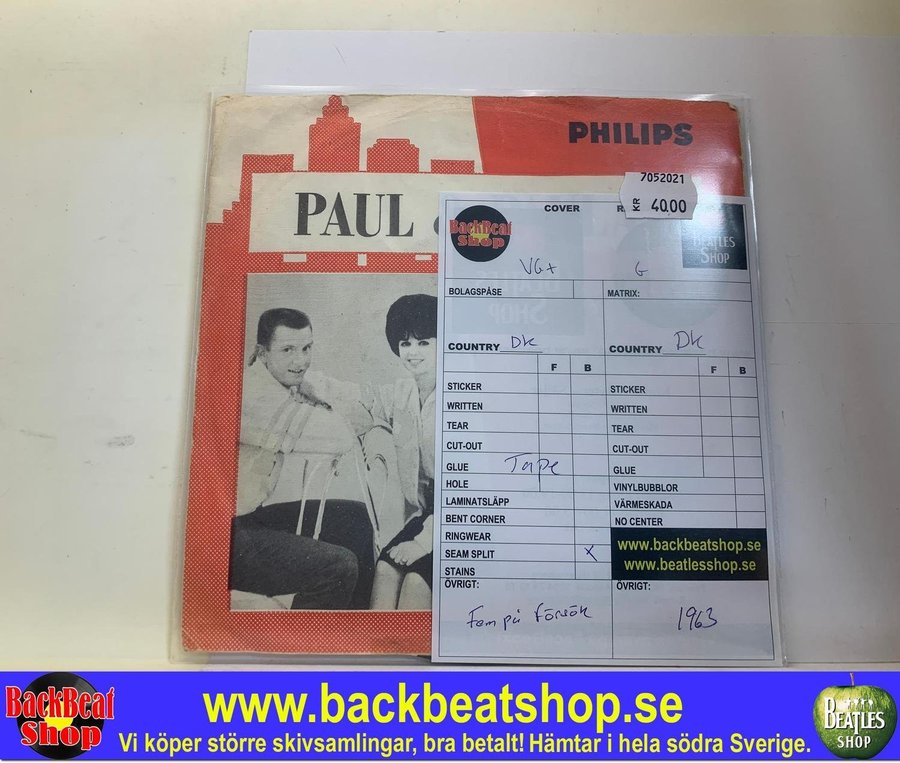 PHILIPS
7052021
KR 40.00
PAUL
BackBeat Shop
COVER
BEATLES SHOP
VG+ G
BOLAGSPÅSE MATRIX:
COUNTRY DK COUNTRY DK
F B F B
STICKER STICKER
WRITTEN WRITTEN
TEAR TEAR
CUT-OUT CUT-OUT
GLUE Tape GLUE
HOLE VINYLBUBBLOR
LAMINATSLÄPP VÄRMESKADA
BENT CORNER NO CENTER
RINGWEAR
SEAM SPLIT X
www.backbeatshop.se
www.beatlesshop.se
STAINS
ÖVRIGT: ÖVRIGT:
1963
BackBeat Shop
www.backbeatshop.se
Vi köper större skivsamlingar, bra betalt! Hämtar i hela södra Sverige.
BEATLES
SHOP